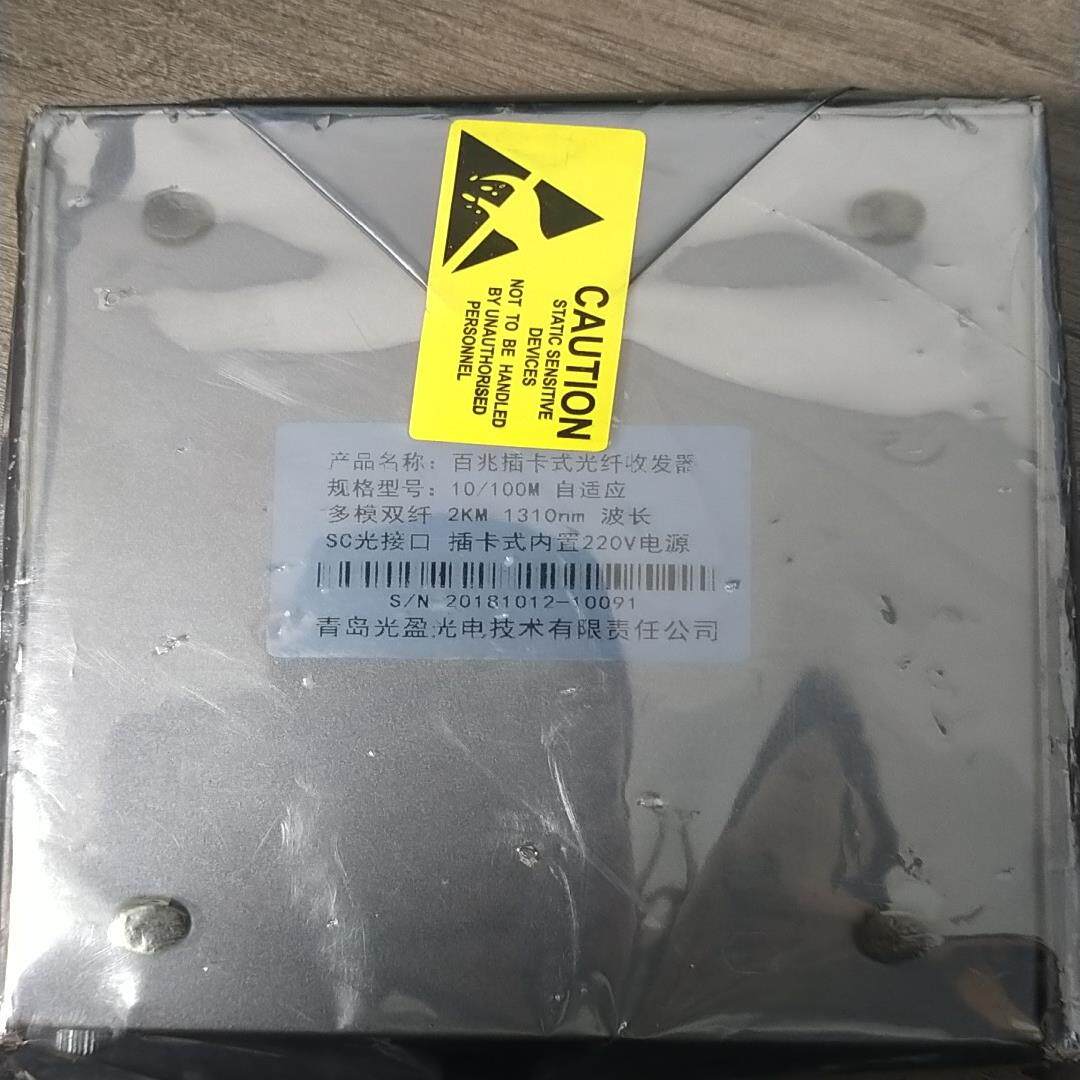 CAUTION
STATIC SENSITIVE
DEVICES
NOT TO BE HANDLED
BY UNAUTHORISED
PERSONNEL
产品名称：百兆插卡式光纤收发器
规格型号：10/100M 自适应
多模双纤 2KM 1310nm 波长
SC光接口 插卡式内置220V电源
S/N 20181012-10091
青岛光盈光电技术有限责任公司